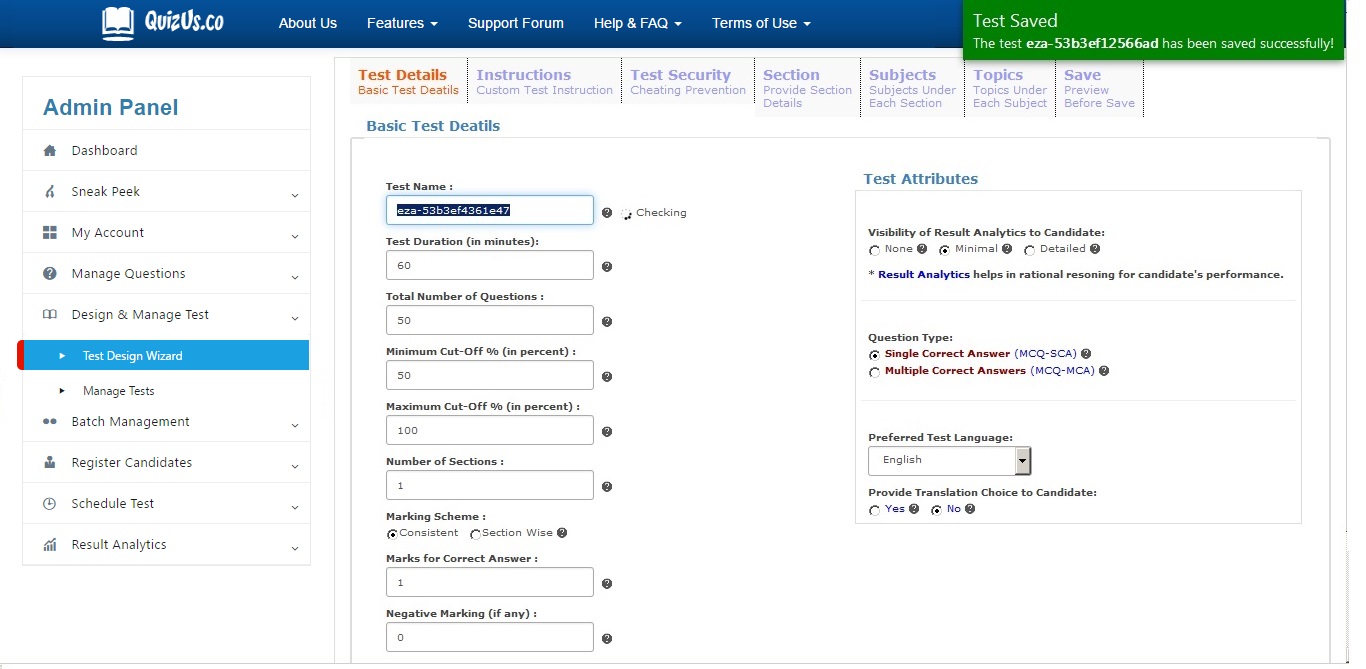 QuizUs.co
About Us Features Support Forum Help & FAQ Terms of Use
Test Saved
The test eza-53b3ef12566ad has been saved successfully!
Admin Panel
Dashboard
Sneak Peek
My Account
Manage Questions
Design & Manage Test
Test Design Wizard
Manage Tests
Batch Management
Register Candidates
Schedule Test
Result Analytics
Test Details
Basic Test Deatils
Instructions
Custom Test Instruction
Test Security
Cheating Prevention
Section
Provide Section
Details
Subjects
Subjects Under
Each Section
Topics
Topics Under
Each Subject
Save
Preview
Before Save
Basic Test Deatils
Test Name :
eza-53b3ef4361e47
Checking
Test Duration (in minutes):
60
Total Number of Questions :
50
Minimum Cut-Off % (in percent) :
50
Maximum Cut-Off % (in percent) :
100
Number of Sections :
1
Marking Scheme :
Consistent Section Wise
Marks for Correct Answer :
1
Negative Marking (if any) :
0
Test Attributes
Visibility of Result Analytics to Candidate:
None Minimal Detailed
* Result Analytics helps in rational resoning for candidate's performance.
Question Type:
Single Correct Answer (MCQ-SCA)
Multiple Correct Answers (MCQ-MCA)
Preferred Test Language:
English
Provide Translation Choice to Candidate:
Yes No